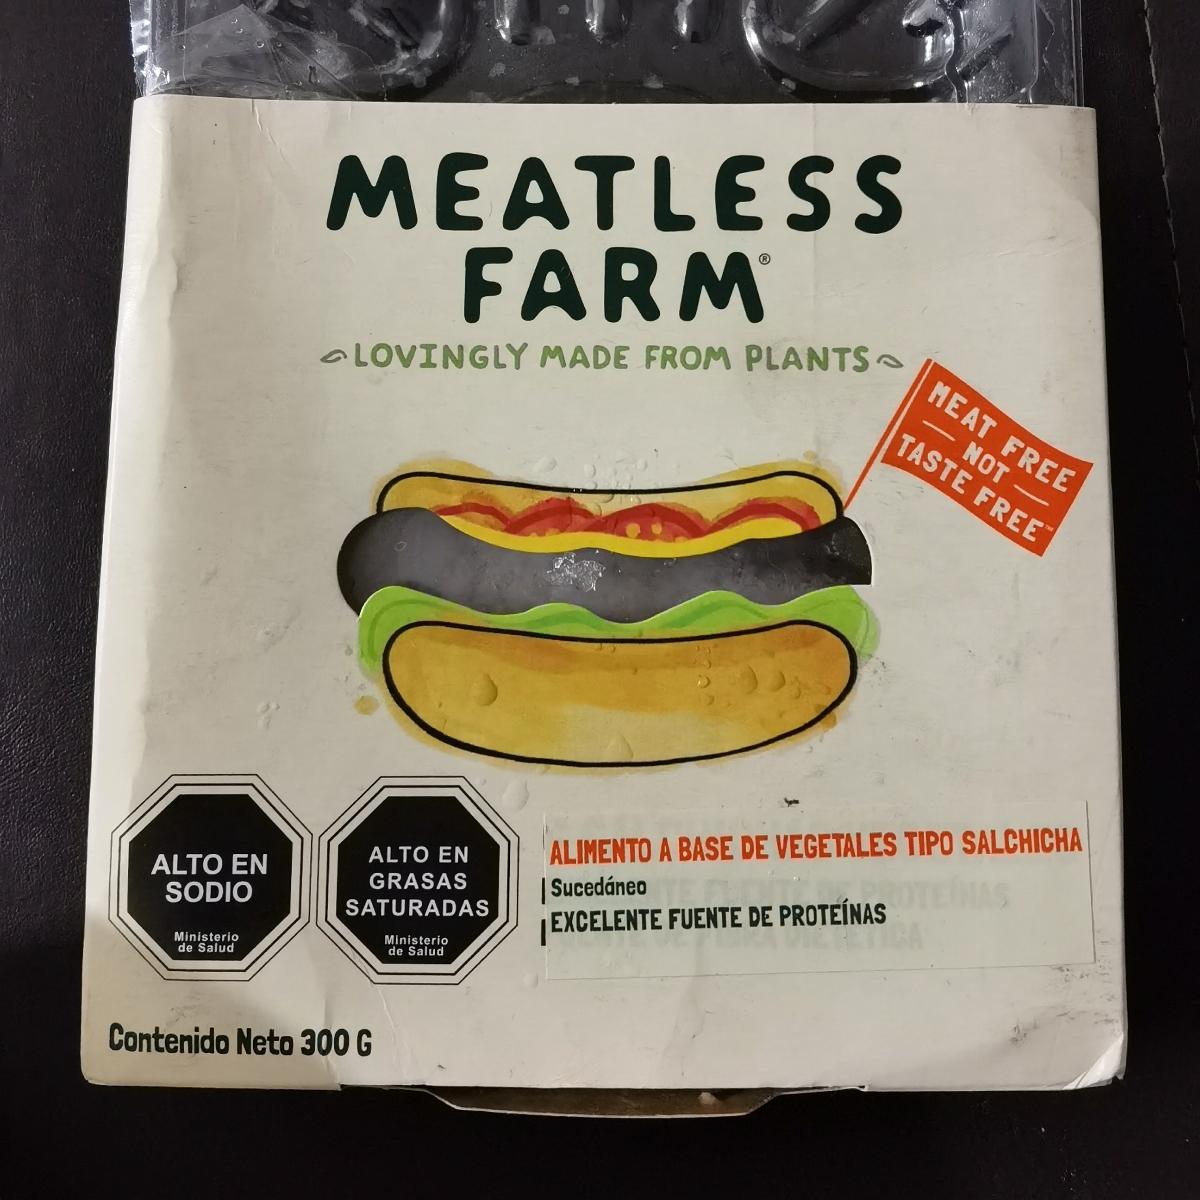 MEATLESS
FARM®
LOVINGLY MADE FROM PLANTS
MEAT FREE
NOT
TASTE FREE™
ALTO EN
SODIO
Ministerio
de Salud
ALTO EN
GRASAS
SATURADAS
Ministerio
de Salud
ALIMENTO A BASE DE VEGETALES TIPO SALCHICHA
Sucedáneo
EXCELENTE FUENTE DE PROTEÍNAS
Contenido Neto 300 G